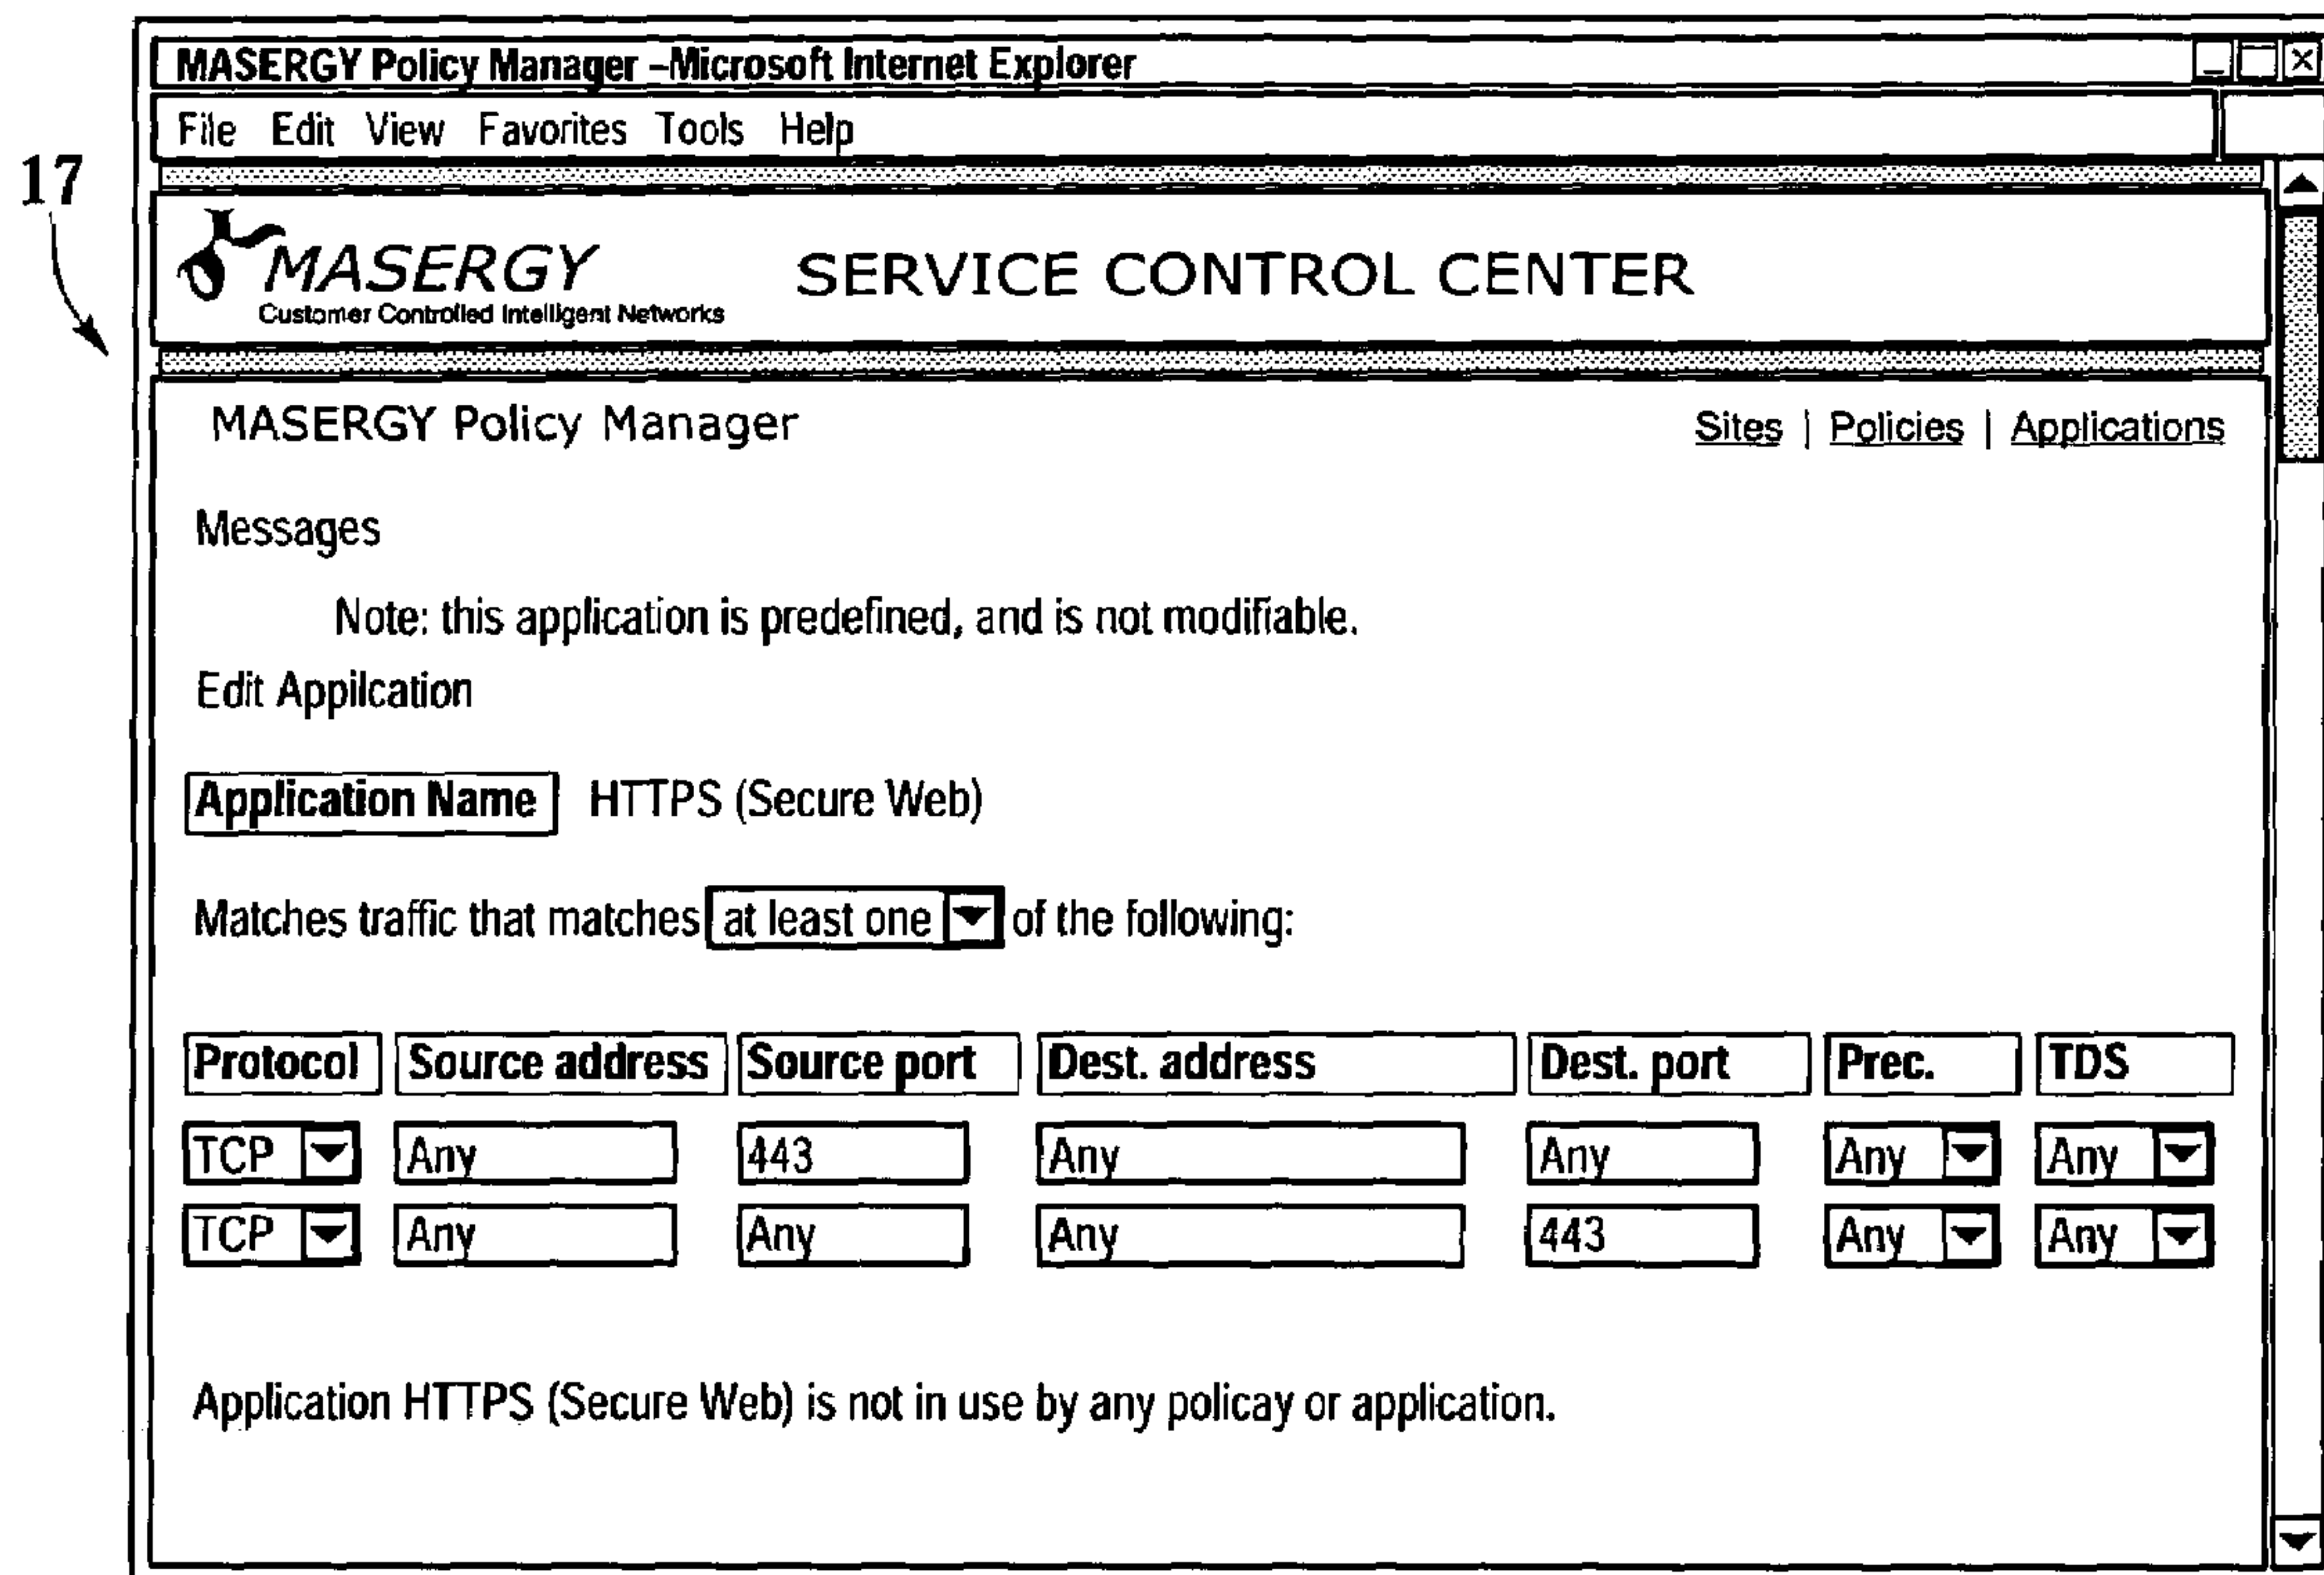 MASERGY Policy Manager –Microsoft Internet Explorer
File Edit View Favorites Tools Help
17
MASERGY
Customer Controlled Intelligent Networks
SERVICE CONTROL CENTER
MASERGY Policy Manager
Sites | Policies | Applications
Messages
Note: this application is predefined, and is not modifiable.
Edit Appilcation
Application Name HTTPS (Secure Web)
Matches traffic that matches at least one of the following:
Protocol Source address Source port Dest. address Dest. port Prec. TDS
TCP Any 443 Any Any Any Any
TCP Any Any Any 443 Any Any
Application HTTPS (Secure Web) is not in use by any policay or application.